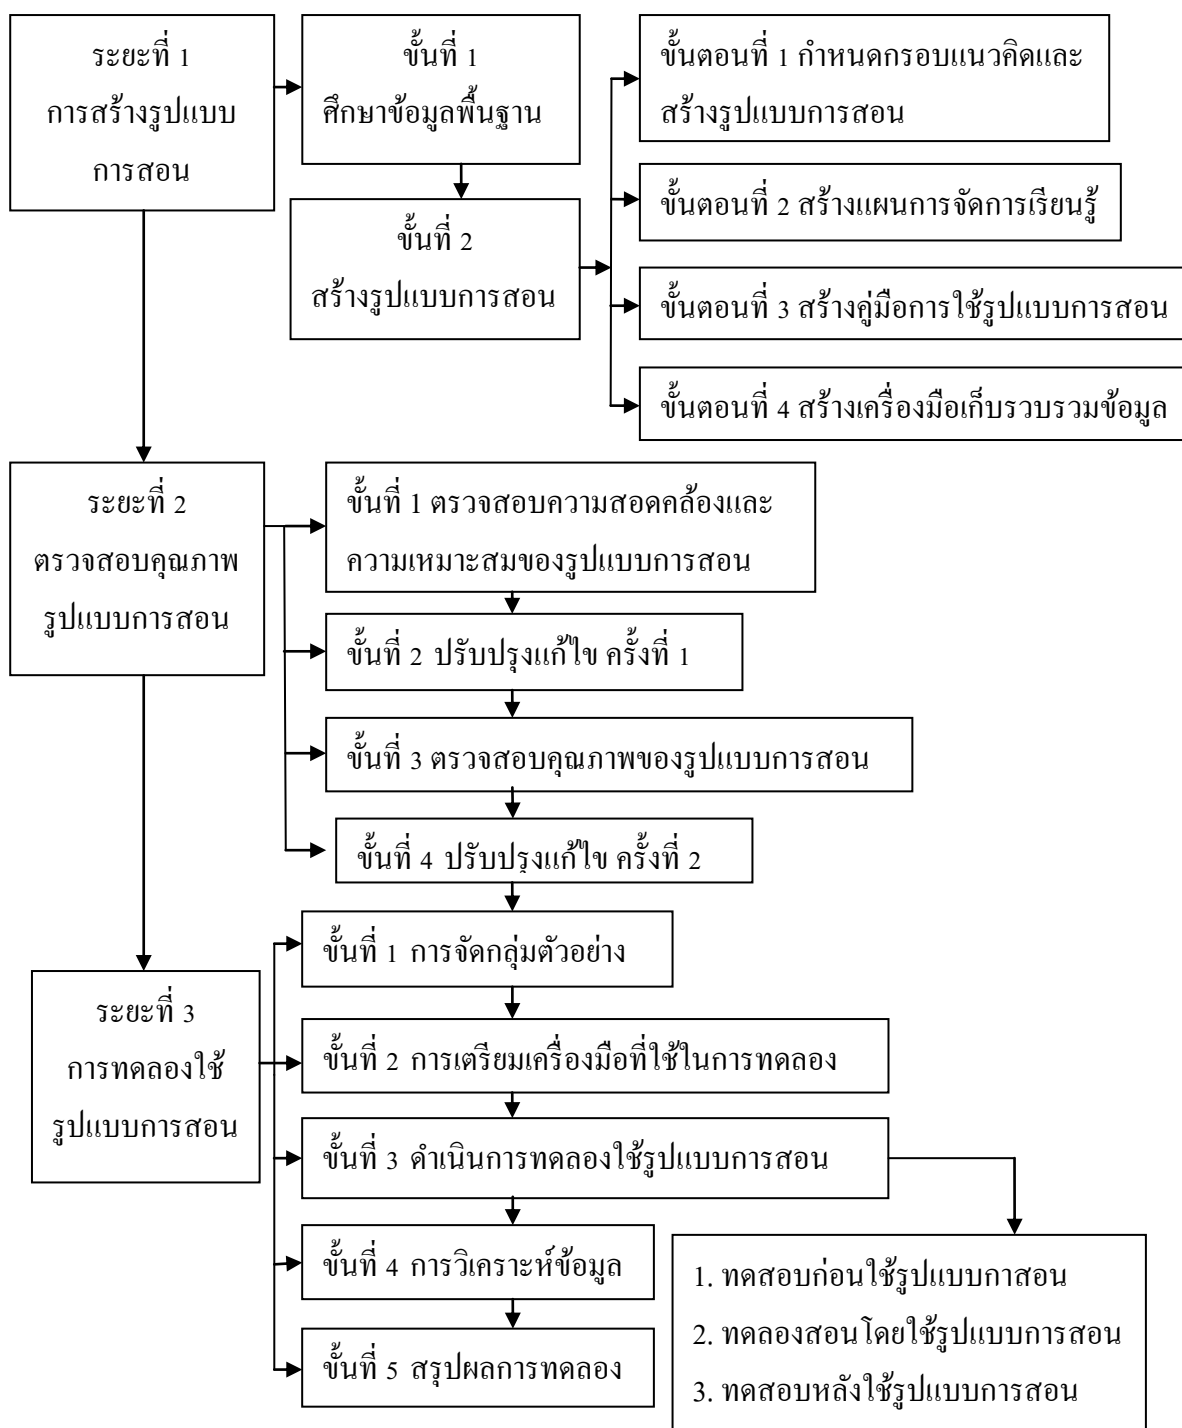 ระยะที่ 1
การสร้างรูปแบบ
การสอน
ขั้นที่ 1
ศึกษาข้อมูลพื้นฐาน
ขั้นที่ 2
สร้างรูปแบบการสอน
ขั้นตอนที่ 1 กำหนดกรอบแนวคิดและ
สร้างรูปแบบการสอน
ขั้นตอนที่ 2 สร้างแผนการจัดการเรียนรู้
ขั้นตอนที่ 3 สร้างคู่มือการใช้รูปแบบการสอน
ขั้นตอนที่ 4 สร้างเครื่องมือเก็บรวบรวมข้อมูล
ระยะที่ 2
ตรวจสอบคุณภาพ
รูปแบบการสอน
ขั้นที่ 1 ตรวจสอบความสอดคล้องและ
ความเหมาะสมของรูปแบบการสอน
ขั้นที่ 2 ปรับปรุงแก้ไข ครั้งที่ 1
ขั้นที่ 3 ตรวจสอบคุณภาพของรูปแบบการสอน
ขั้นที่ 4 ปรับปรุงแก้ไข ครั้งที่ 2
ระยะที่ 3
การทดลองใช้
รูปแบบการสอน
ขั้นที่ 1 การจัดกลุ่มตัวอย่าง
ขั้นที่ 2 การเตรียมเครื่องมือที่ใช้ในการทดลอง
ขั้นที่ 3 ดำเนินการทดลองใช้รูปแบบการสอน
ขั้นที่ 4 การวิเคราะห์ข้อมูล
ขั้นที่ 5 สรุปผลการทดลอง
1. ทดสอบก่อนใช้รูปแบบกาสอน
2. ทดลองสอนโดยใช้รูปแบบการสอน
3. ทดสอบหลังใช้รูปแบบการสอน